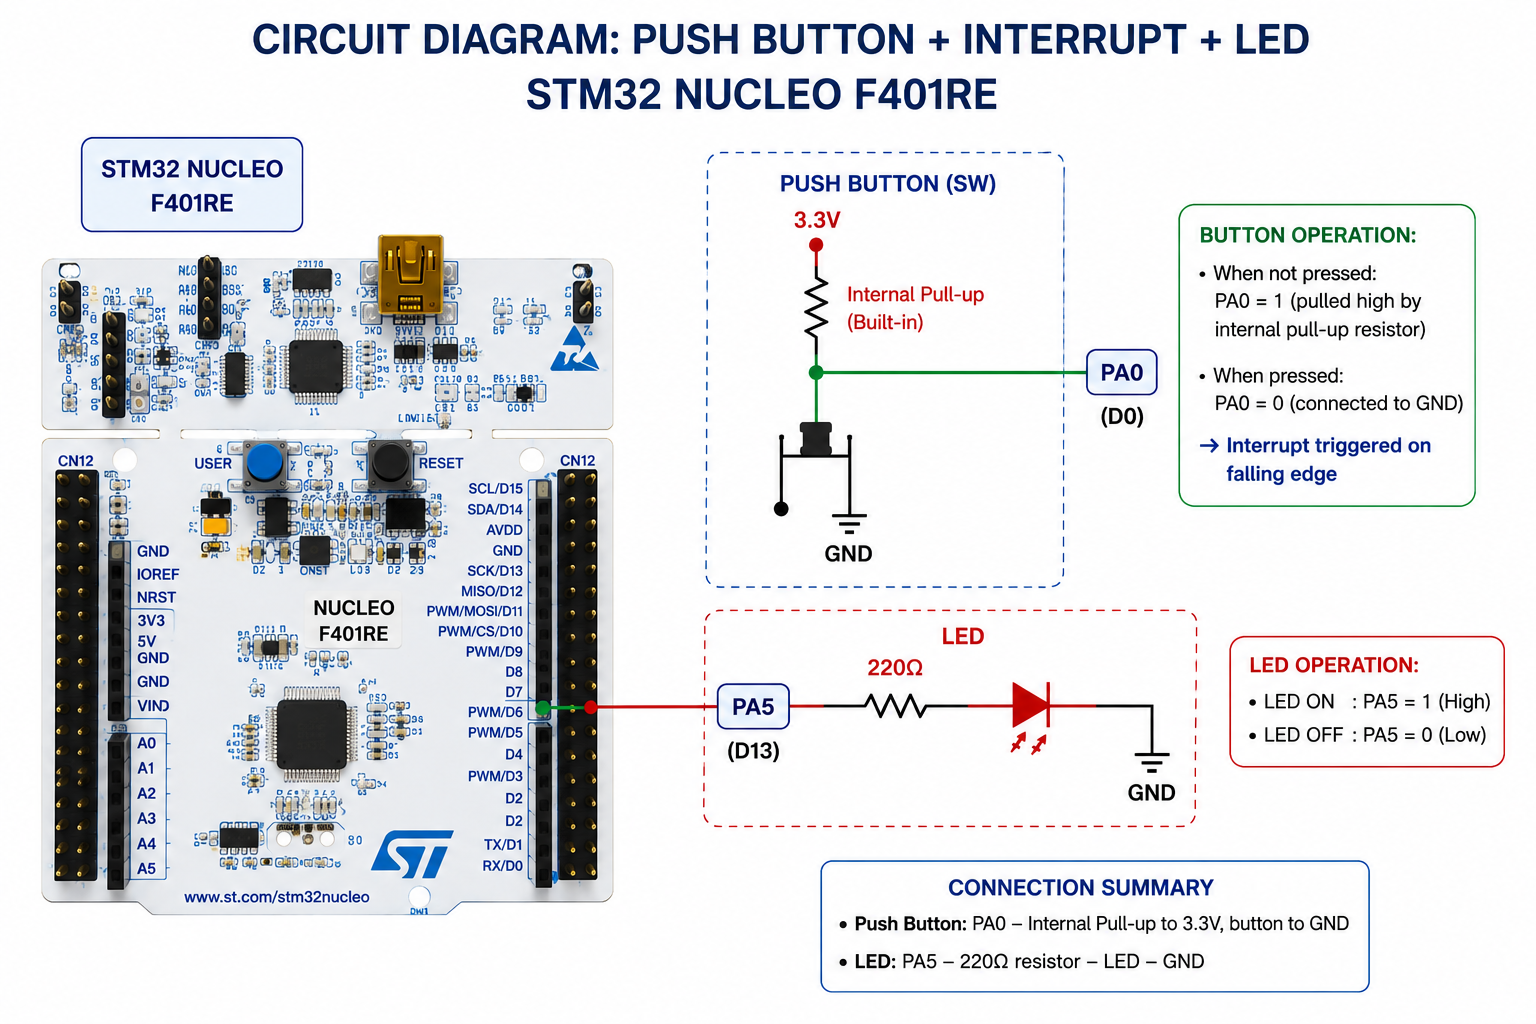 CIRCUIT DIAGRAM: PUSH BUTTON + INTERRUPT + LED
STM32 NUCLEO F401RE
STM32 NUCLEO
F401RE
USER
RESET
CN12
CN12
SCL/D15
SDA/D14
AVDD
GND
SCK/D13
MISO/D12
PWM/MOSI/D11
PWM/CS/D10
PWM/D9
D8
D7
PWM/D6
PWM/D5
D4
PWM/D3
D2
D2
TX/D1
RX/D0
GND
IOREF
NRST
3V3
5V
GND
GND
VIND
A0
A1
A2
A3
A4
A5
NUCLEO
F401RE
ST
www.st.com/stm32nucleo
PUSH BUTTON (SW)
3.3V
Internal Pull-up
(Built-in)
PA0
(D0)
GND
BUTTON OPERATION:
• When not pressed:
PA0 = 1 (pulled high by
internal pull-up resistor)
• When pressed:
PA0 = 0 (connected to GND)
→ Interrupt triggered on
falling edge
LED
220Ω
PA5
(D13)
GND
LED OPERATION:
• LED ON : PA5 = 1 (High)
• LED OFF : PA5 = 0 (Low)
CONNECTION SUMMARY
• Push Button: PA0 – Internal Pull-up to 3.3V, button to GND
• LED: PA5 – 220Ω resistor – LED – GND